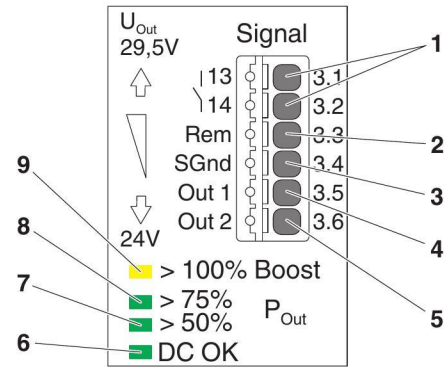 U_Out
29,5V
Signal
1
13 3.1
14 3.2
Rem 3.3
2
SGnd 3.4
3
Out 1 3.5
4
Out 2 3.6
24V
9
> 100% Boost
5
8
> 75%
7
> 50%
P_Out
6
DC OK